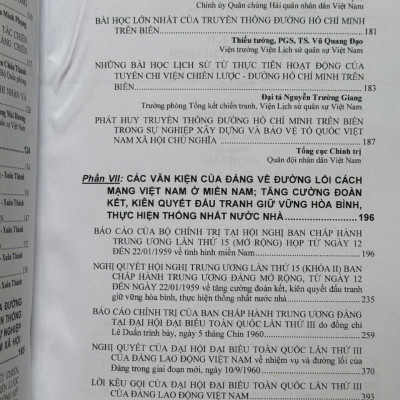 Chính ủy Quân chủng Hải quân nhân dân Việt Nam
BÀI HỌC LỚN NHẤT CỦA TRUYỀN THỐNG ĐƯỜNG HỒ CHÍ MINH
TRÊN BIỂN 181
Thiếu tướng, PGS, TS. Vũ Quang Đạo
Viện trưởng Viện Lịch sử quân sự Việt Nam
NHỮNG BÀI HỌC LỊCH SỬ TỪ THỰC TIỄN HOẠT ĐỘNG CỦA
TUYẾN CHI VIỆN CHIẾN LƯỢC - ĐƯỜNG HỒ CHÍ MINH TRÊN
BIỂN 183
Đại tá Nguyễn Trường Giang
Trưởng phòng Tổng kết chiến tranh, Viện Lịch sử quân sự Việt Nam
PHÁT HUY TRUYỀN THỐNG ĐƯỜNG HỒ CHÍ MINH TRÊN BIỂN
TRONG SỰ NGHIỆP XÂY DỰNG VÀ BẢO VỆ TỔ QUỐC VIỆT
NAM XÃ HỘI CHỦ NGHĨA 187
Tổng cục Chính trị
Quân đội nhân dân Việt Nam
Phần VII: CÁC VĂN KIỆN CỦA ĐẢNG VỀ ĐƯỜNG LỐI CÁCH
MẠNG VIỆT NAM Ở MIỀN NAM; TĂNG CƯỜNG ĐOÀN
KẾT, KIÊN QUYẾT ĐẤU TRANH GIỮ VỮNG HÒA BÌNH,
THỰC HIỆN THỐNG NHẤT NƯỚC NHÀ 196
BÁO CÁO CỦA BỘ CHÍNH TRỊ TẠI HỘI NGHỊ BAN CHẤP HÀNH
TRUNG ƯƠNG LẦN THỨ 15 (MỞ RỘNG) HỌP TỪ NGÀY 12
ĐẾN 22/01/1959 về tình hình miền Nam 196
NGHỊ QUYẾT HỘI NGHỊ TRUNG ƯƠNG LẦN THỨ 15 (KHÓA II) BAN
CHẤP HÀNH TRUNG ƯƠNG ĐẢNG MỞ RỘNG, TỪ NGÀY 12
ĐẾN NGÀY 22/01/1959 về tăng cường đoàn kết, kiên quyết đấu tranh
giữ vững hòa bình, thực hiện thống nhất nước nhà 235
BÁO CÁO CHÍNH TRỊ CỦA BAN CHẤP HÀNH TRUNG ƯƠNG ĐẢNG
TẠI ĐẠI HỘI ĐẠI BIỂU TOÀN QUỐC LẦN THỨ III do đồng chí
Lê Duẩn trình bày, ngày 5 tháng Chín 1960 259
NGHỊ QUYẾT CỦA ĐẠI HỘI ĐẠI BIỂU TOÀN QUỐC LẦN THỨ III
CỦA ĐẢNG LAO ĐỘNG VIỆT NAM về nhiệm vụ và đường lối của
Đảng trong giai đoạn mới, ngày 10/9/1960 370
LỜI KÊU GỌI CỦA ĐẠI HỘI ĐẠI BIỂU TOÀN QUỐC LẦN THỨ III
CỦA ĐẢNG LAO ĐỘNG VIỆT NAM 393